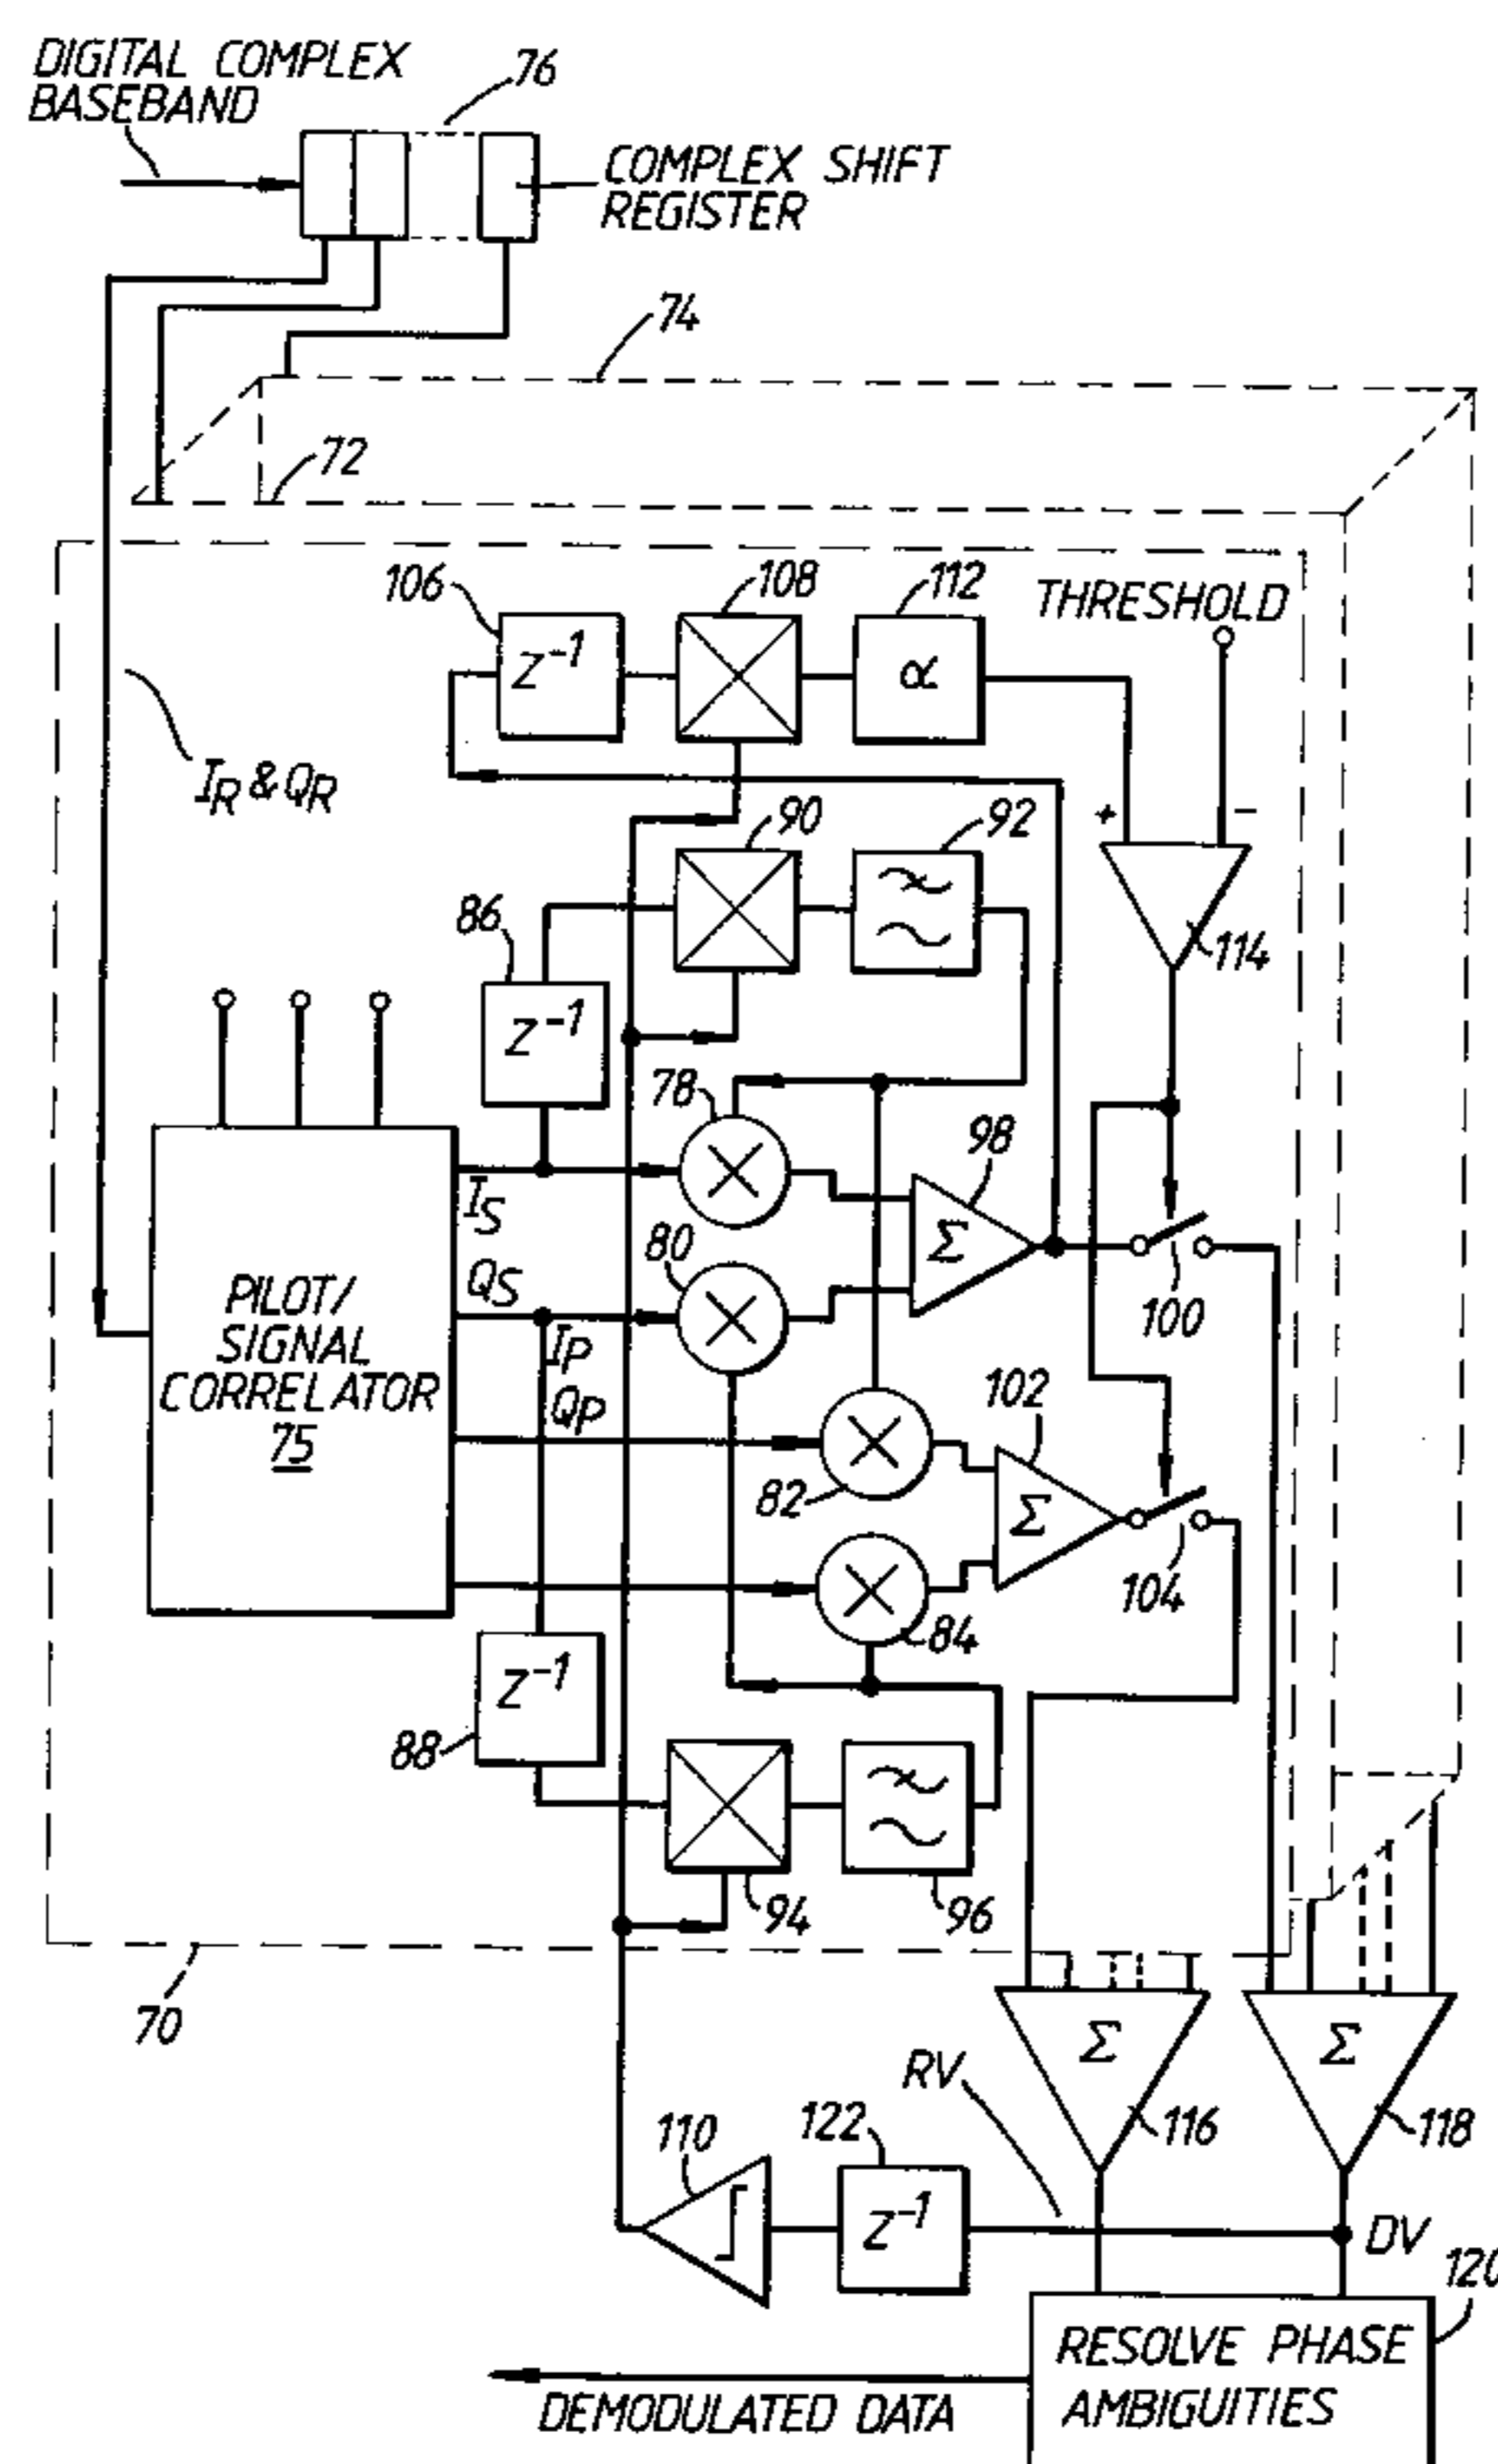 DIGITAL COMPLEX
BASEBAND
76
COMPLEX SHIFT
REGISTER
74
72
106
108
112
THRESHOLD
Z⁻¹
α
I_R & Q_R
+
−
90
92
86
114
Z⁻¹
78
98
I_S
Σ
80
Q_S
100
PILOT/
SIGNAL
CORRELATOR
75
I_P
Q_P
102
82
Σ
104
84
Z⁻¹
88
94
96
70
Σ
Σ
RV
110
122
116
118
Z⁻¹
DV
120
RESOLVE PHASE
AMBIGUITIES
DEMODULATED DATA